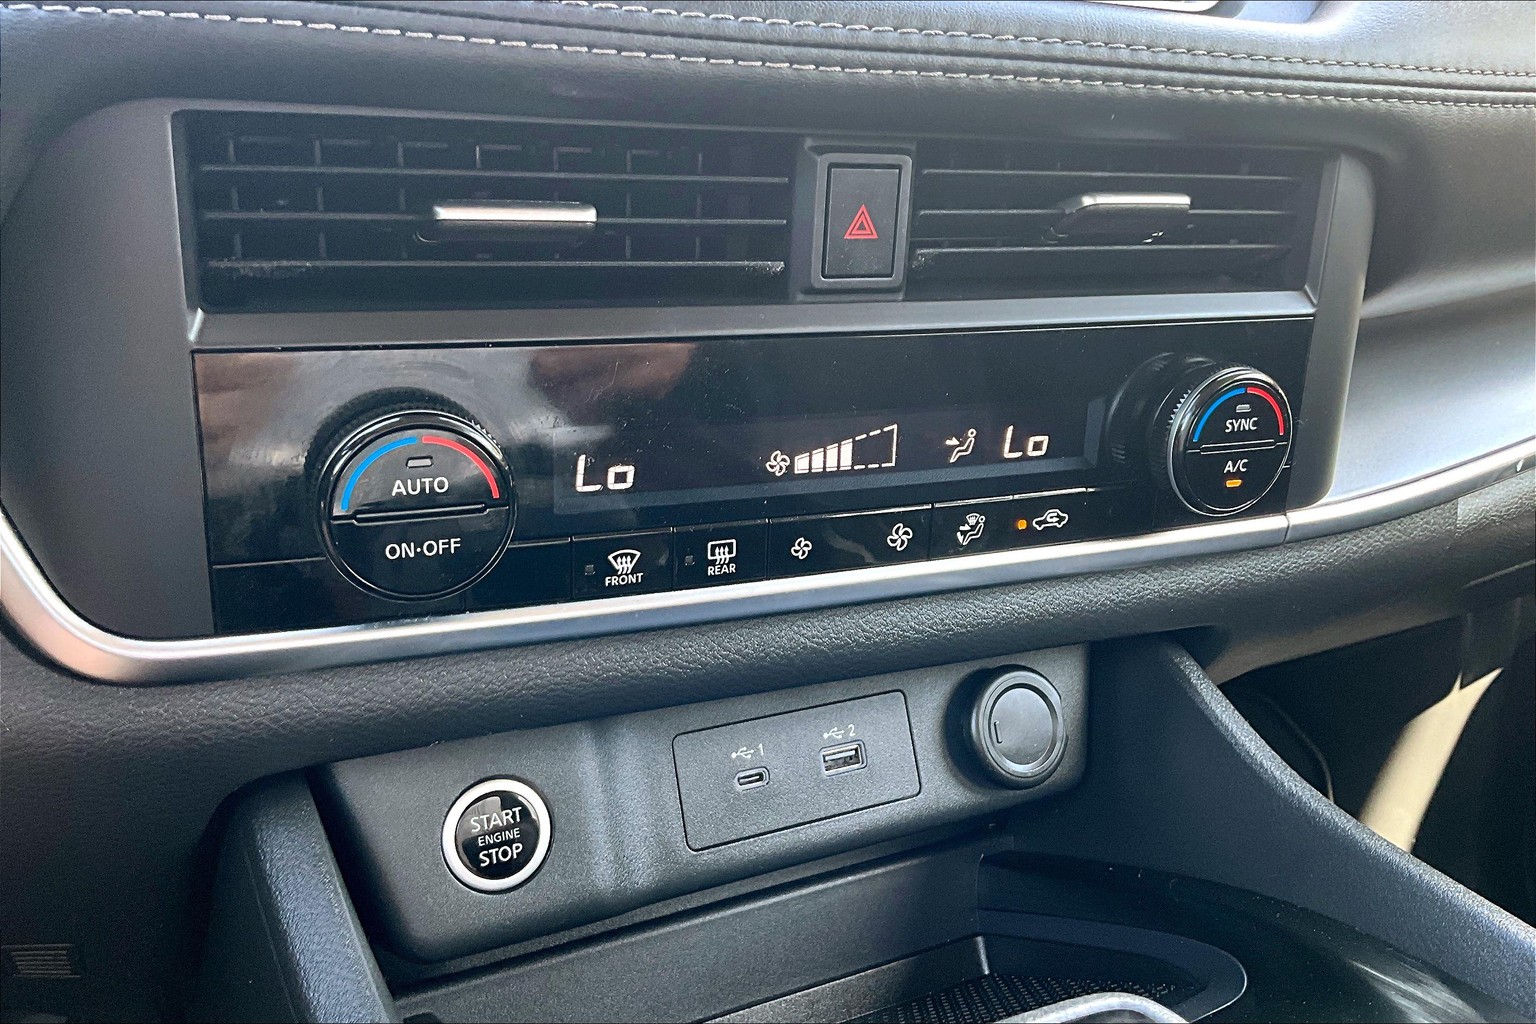 Lo
Lo
AUTO
ON·OFF
SYNC
A/C
FRONT
REAR
1
2
START
ENGINE
STOP